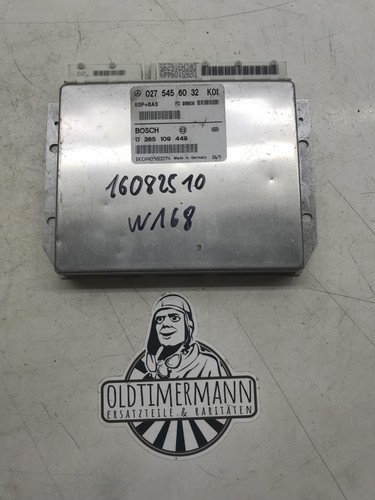 027 545 60 32 K01
ESP+BAS
BOSCH
0 265 109 449
Made in Germany
16082510
W168
OLDTIMERMANN
ERSATZTEILE & RARITÄTEN